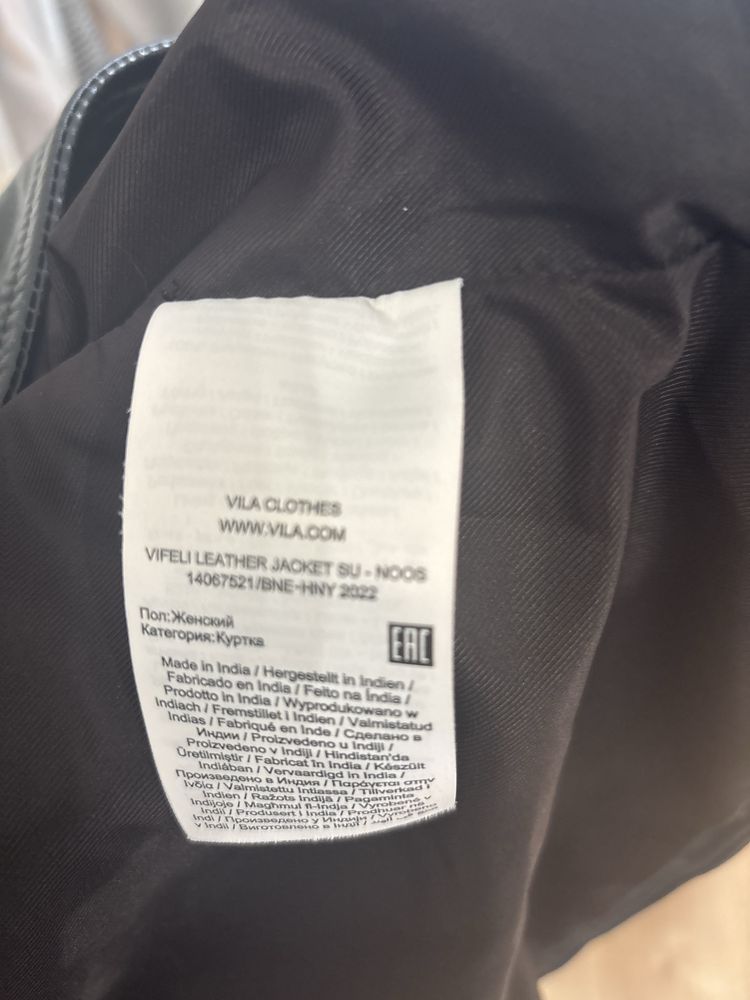 VILA CLOTHES
WWW.VILA.COM
VIFELI LEATHER JACKET SU - NOOS
14067521/BNE-HNY 2022
Пол:Женский
Категория:Куртка
EAC
Made in India / Hergestellt in Indien /
Fabricado en India / Feito na Índia /
Prodotto in India / Wyprodukowano w
Indiach / Fremstillet i Indien / Valmistatud
Indias / Fabriqué en Inde / Сделано в
Индии / Proizvedeno u Indiji /
Proizvedeno v Indiji / Hindistan'da
Üretilmiştir / Fabricat în India / Készült
Indiában / Vervaardigd in India /
Произведено в Индия / Παράγεται στην
Ινδία / Valmistettu Intiassa / Tillverkad i
Indien / Ražots Indijā / Pagaminta
Indijoje / Magħmul fl-Indja / Vyrobené v
Indii / Produsert i India / Prodhuar në
Indi / Произведено у Индији / Vyrobeno
v Indii / Виготовлено в Індії /